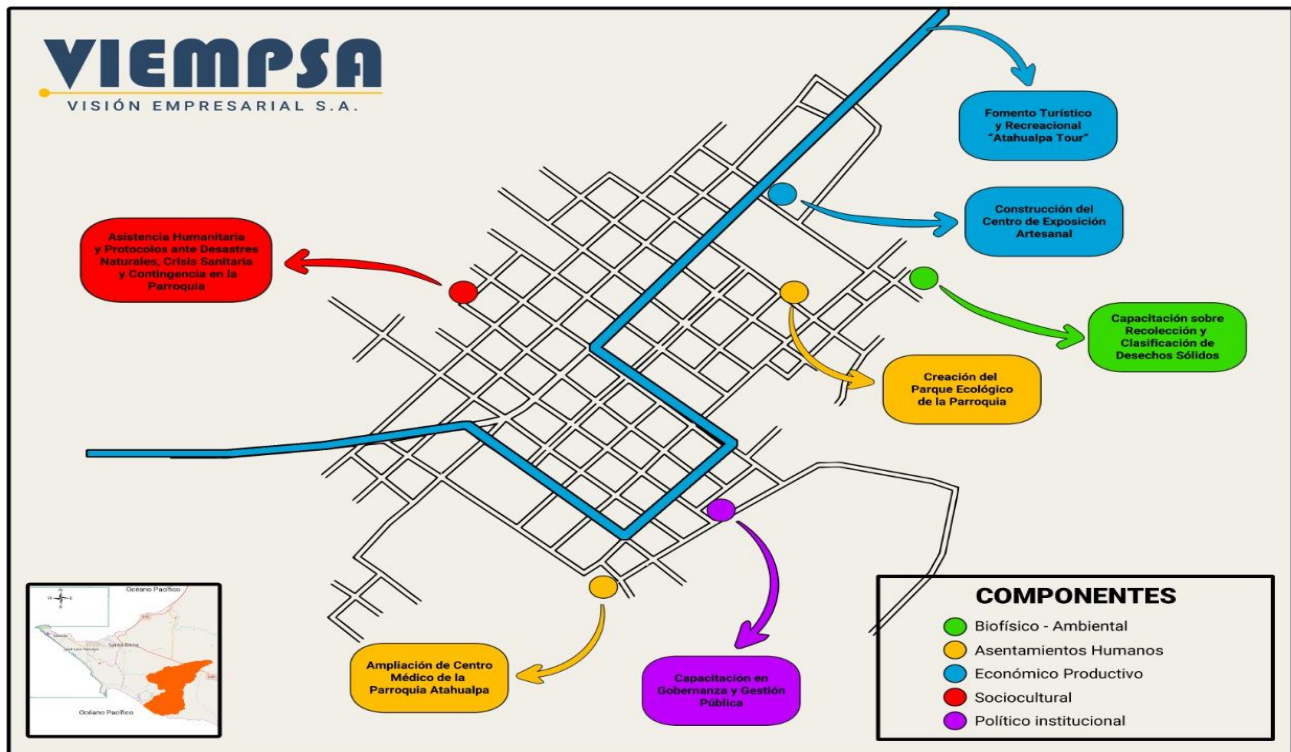 VIEMPSA
VISIÓN EMPRESARIAL S.A.
Fomento Turístico
y Recreacional
"Atahualpa Tour"
Construcción del
Centro de Exposición
Artesanal
Asistencia Humanitaria
y Protocolos ante Desastres
Naturales, Crisis Sanitaria
y Contingencia en la
Parroquia
Capacitación sobre
Recolección y
Clasificación de
Desechos Sólidos
Creación del
Parque Ecológico
de la Parroquia
Ampliación de Centro
Médico de la
Parroquia Atahualpa
Capacitación en
Gobernanza y Gestión
Pública
COMPONENTES
Biofísico - Ambiental
Asentamientos Humanos
Económico Productivo
Sociocultural
Político institucional
Océano Pacífico
Océano Pacífico